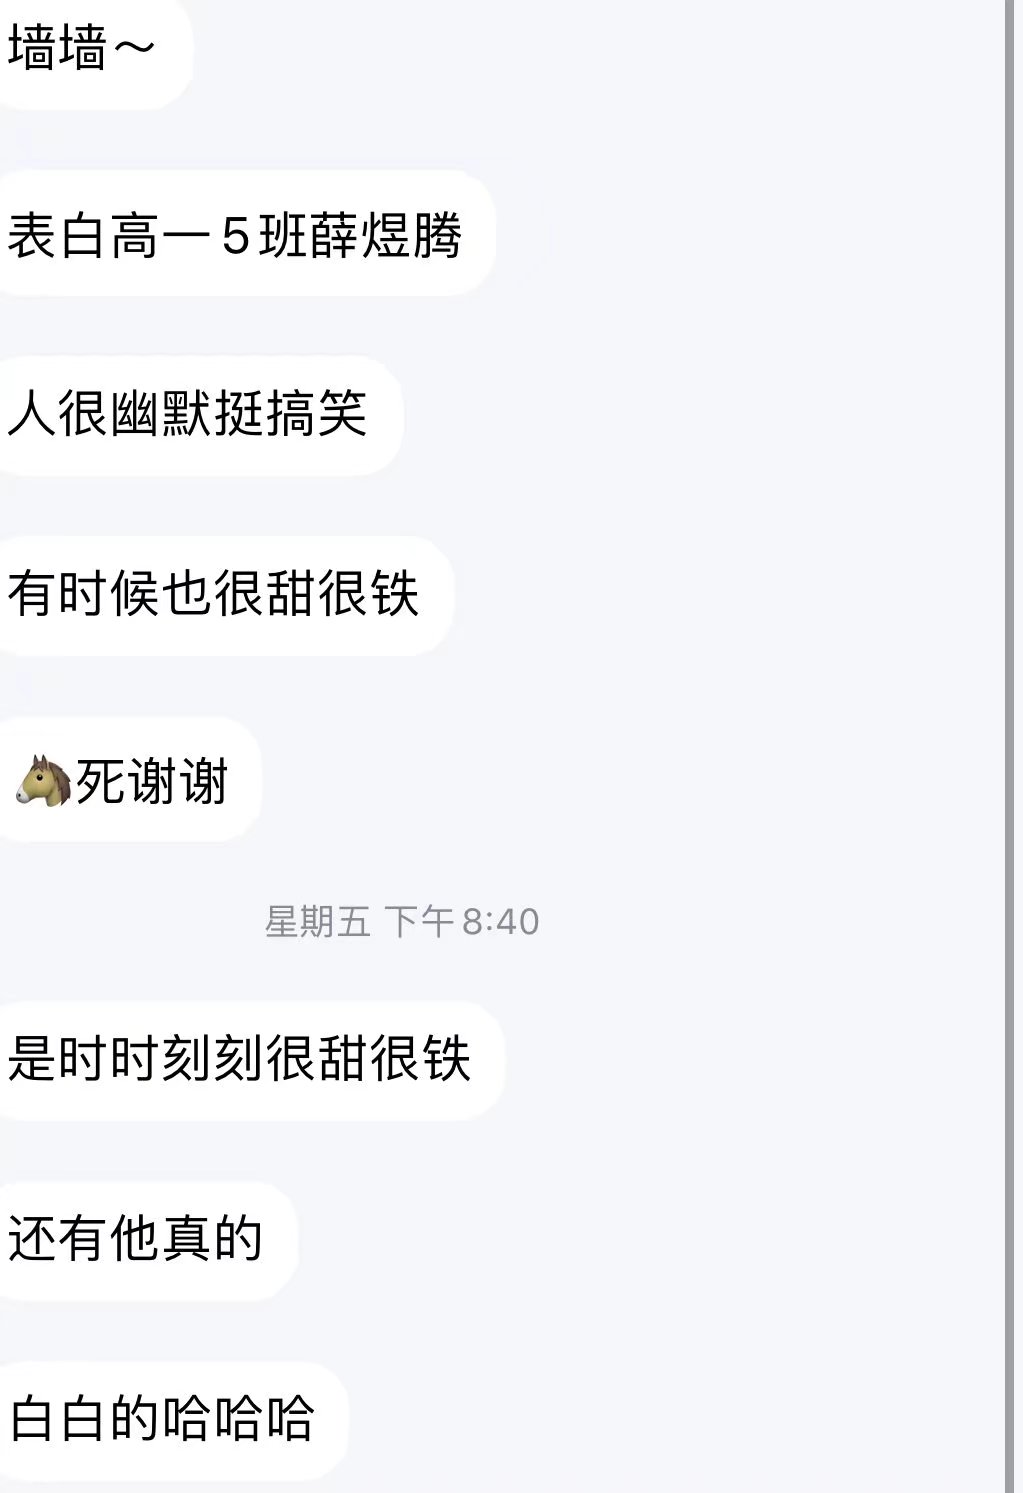 墙墙～
表白高一5班薛煜腾
人很幽默挺搞笑
有时候也很甜很铁
🐴死谢谢
星期五 下午8:40
是时时刻刻很甜很铁
还有他真的
白白的哈哈哈